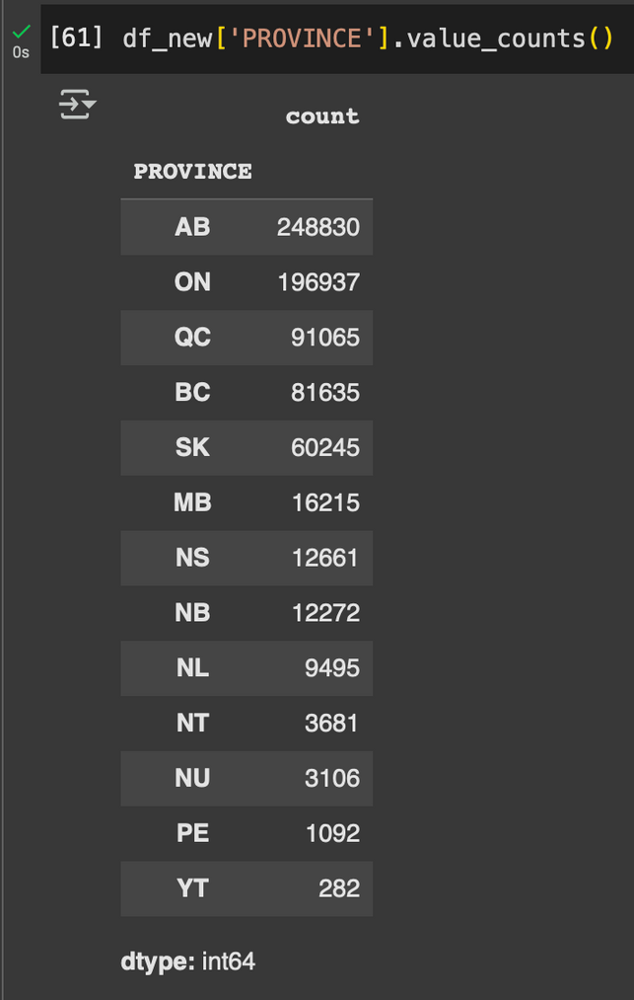 [61] df_new['PROVINCE'].value_counts()
0s
count
PROVINCE
AB 248830
ON 196937
QC 91065
BC 81635
SK 60245
MB 16215
NS 12661
NB 12272
NL 9495
NT 3681
NU 3106
PE 1092
YT 282
dtype: int64